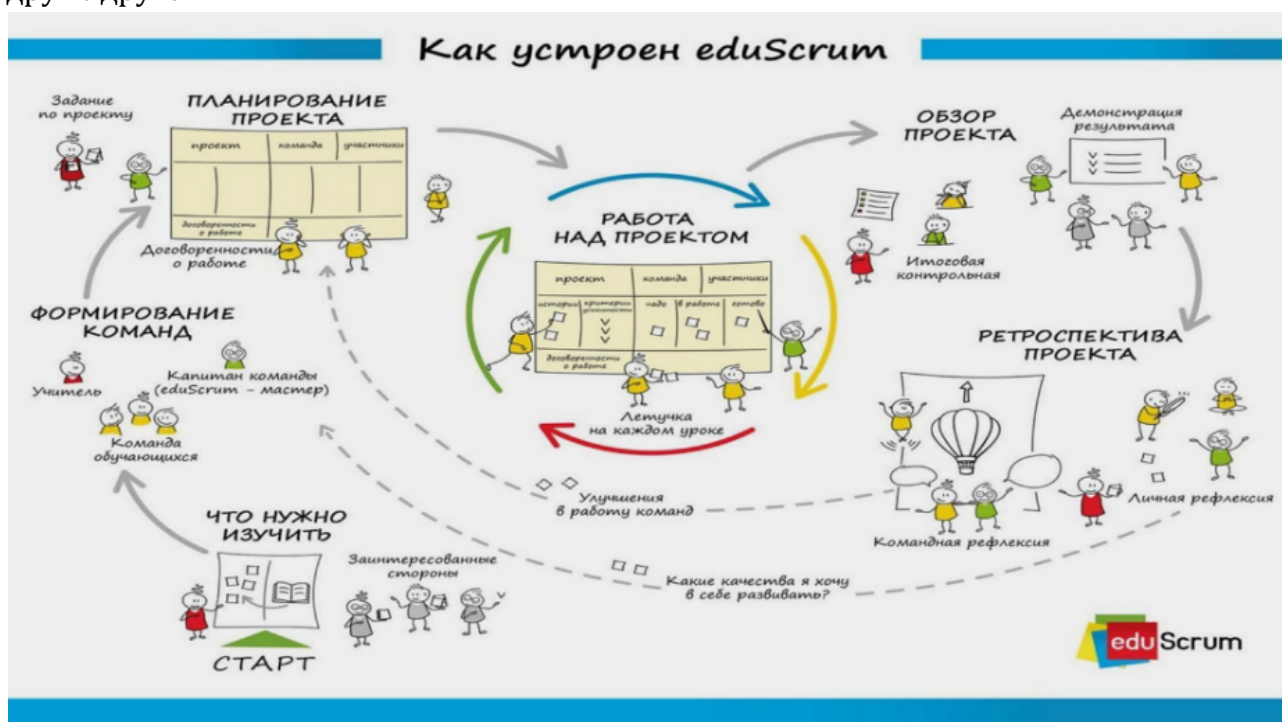 Как устроен eduScrum
Задание
по проекту
ПЛАНИРОВАНИЕ
ПРОЕКТА
проект
команда
участники
договоренности
о работе
Договоренности
о работе
ФОРМИРОВАНИЕ
КОМАНД
Учитель
Капитан команды
(eduScrum - мастер)
Команда
обучающихся
ЧТО НУЖНО
ИЗУЧИТЬ
Заинтересованные
стороны
СТАРТ
РАБОТА
НАД ПРОЕКТОМ
проект
команда
участники
истории
критерии
успешности
надо
в работе
готово
договоренности
о работе
Летучка
на каждом уроке
Улучшения
в работу команд
Какие качества я хочу
в себе развивать?
ОБЗОР
ПРОЕКТА
Демонстрация
результата
Итоговая
контрольная
РЕТРОСПЕКТИВА
ПРОЕКТА
Командная рефлексия
Личная рефлексия
eduScrum